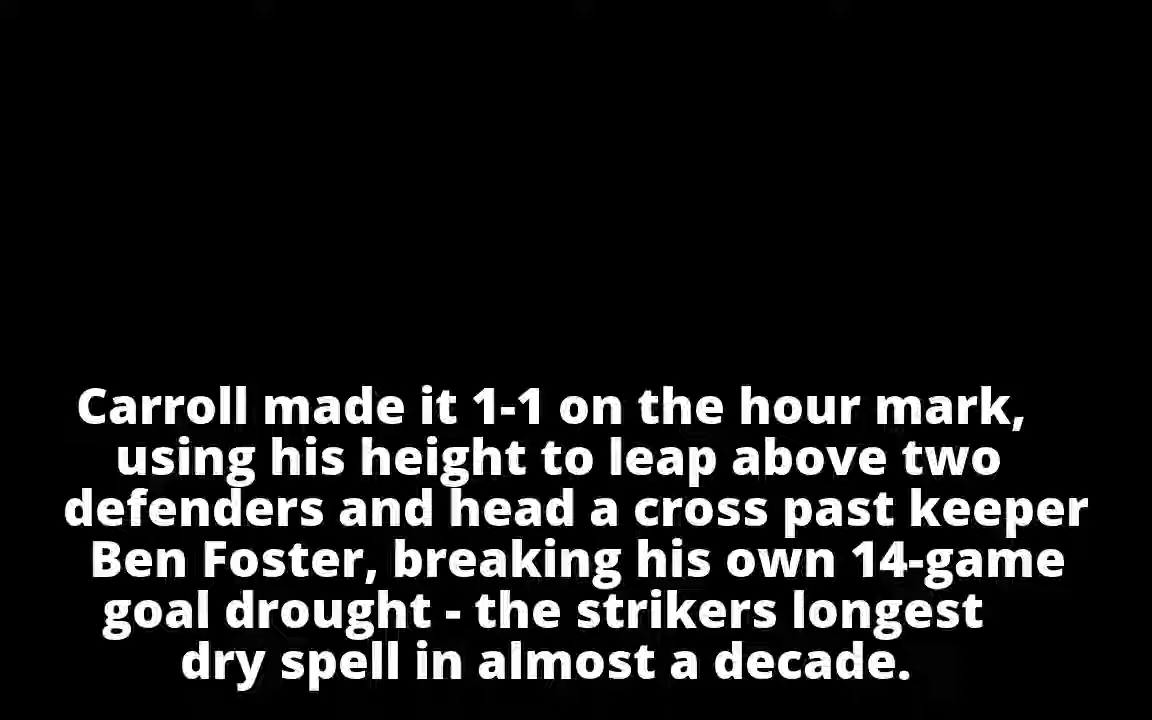 Carroll made it 1-1 on the hour mark,
using his height to leap above two
defenders and head a cross past keeper
Ben Foster, breaking his own 14-game
goal drought - the strikers longest
dry spell in almost a decade.